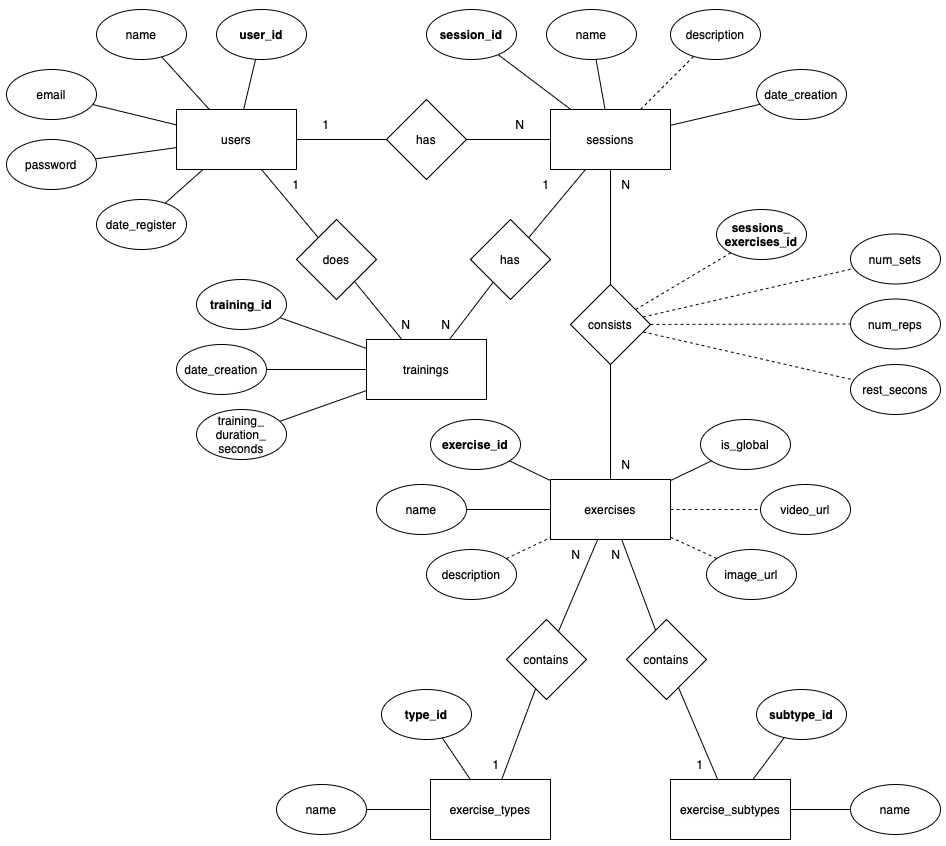 name
user_id
session_id
name
description
email
date_creation
users
1
has
N
sessions
password
1
1
N
date_register
sessions_
exercises_id
does
has
num_sets
training_id
N
N
consists
num_reps
date_creation
trainings
rest_secons
training_
duration_
seconds
exercise_id
is_global
N
name
exercises
video_url
N
N
description
image_url
contains
contains
type_id
subtype_id
1
1
name
exercise_types
exercise_subtypes
name